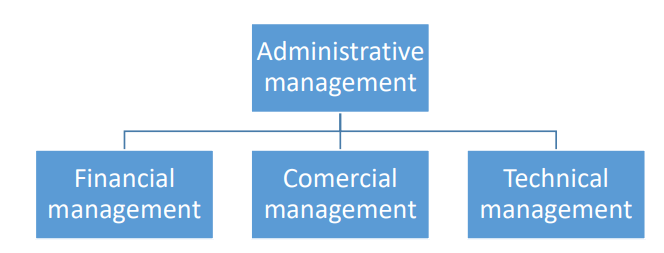 Administrative
management
Financial
management
Comercial
management
Technical
management